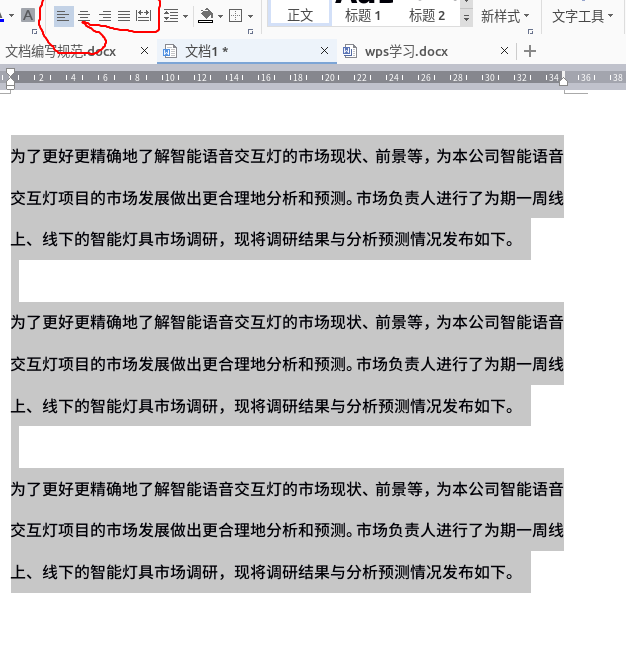 A
正文
标题 1
标题 2
新样式
文字工具
文档编写规范.docx
文档1 *
wps学习.docx
2 4 6 8 10 12 14 16 18 20 22 24 26 28 30 32 34 36 38
为了更好更精确地了解智能语音交互灯的市场现状、前景等，为本公司智能语音
交互灯项目的市场发展做出更合理地分析和预测。市场负责人进行了为期一周线
上、线下的智能灯具市场调研，现将调研结果与分析预测情况发布如下。
为了更好更精确地了解智能语音交互灯的市场现状、前景等，为本公司智能语音
交互灯项目的市场发展做出更合理地分析和预测。市场负责人进行了为期一周线
上、线下的智能灯具市场调研，现将调研结果与分析预测情况发布如下。
为了更好更精确地了解智能语音交互灯的市场现状、前景等，为本公司智能语音
交互灯项目的市场发展做出更合理地分析和预测。市场负责人进行了为期一周线
上、线下的智能灯具市场调研，现将调研结果与分析预测情况发布如下。